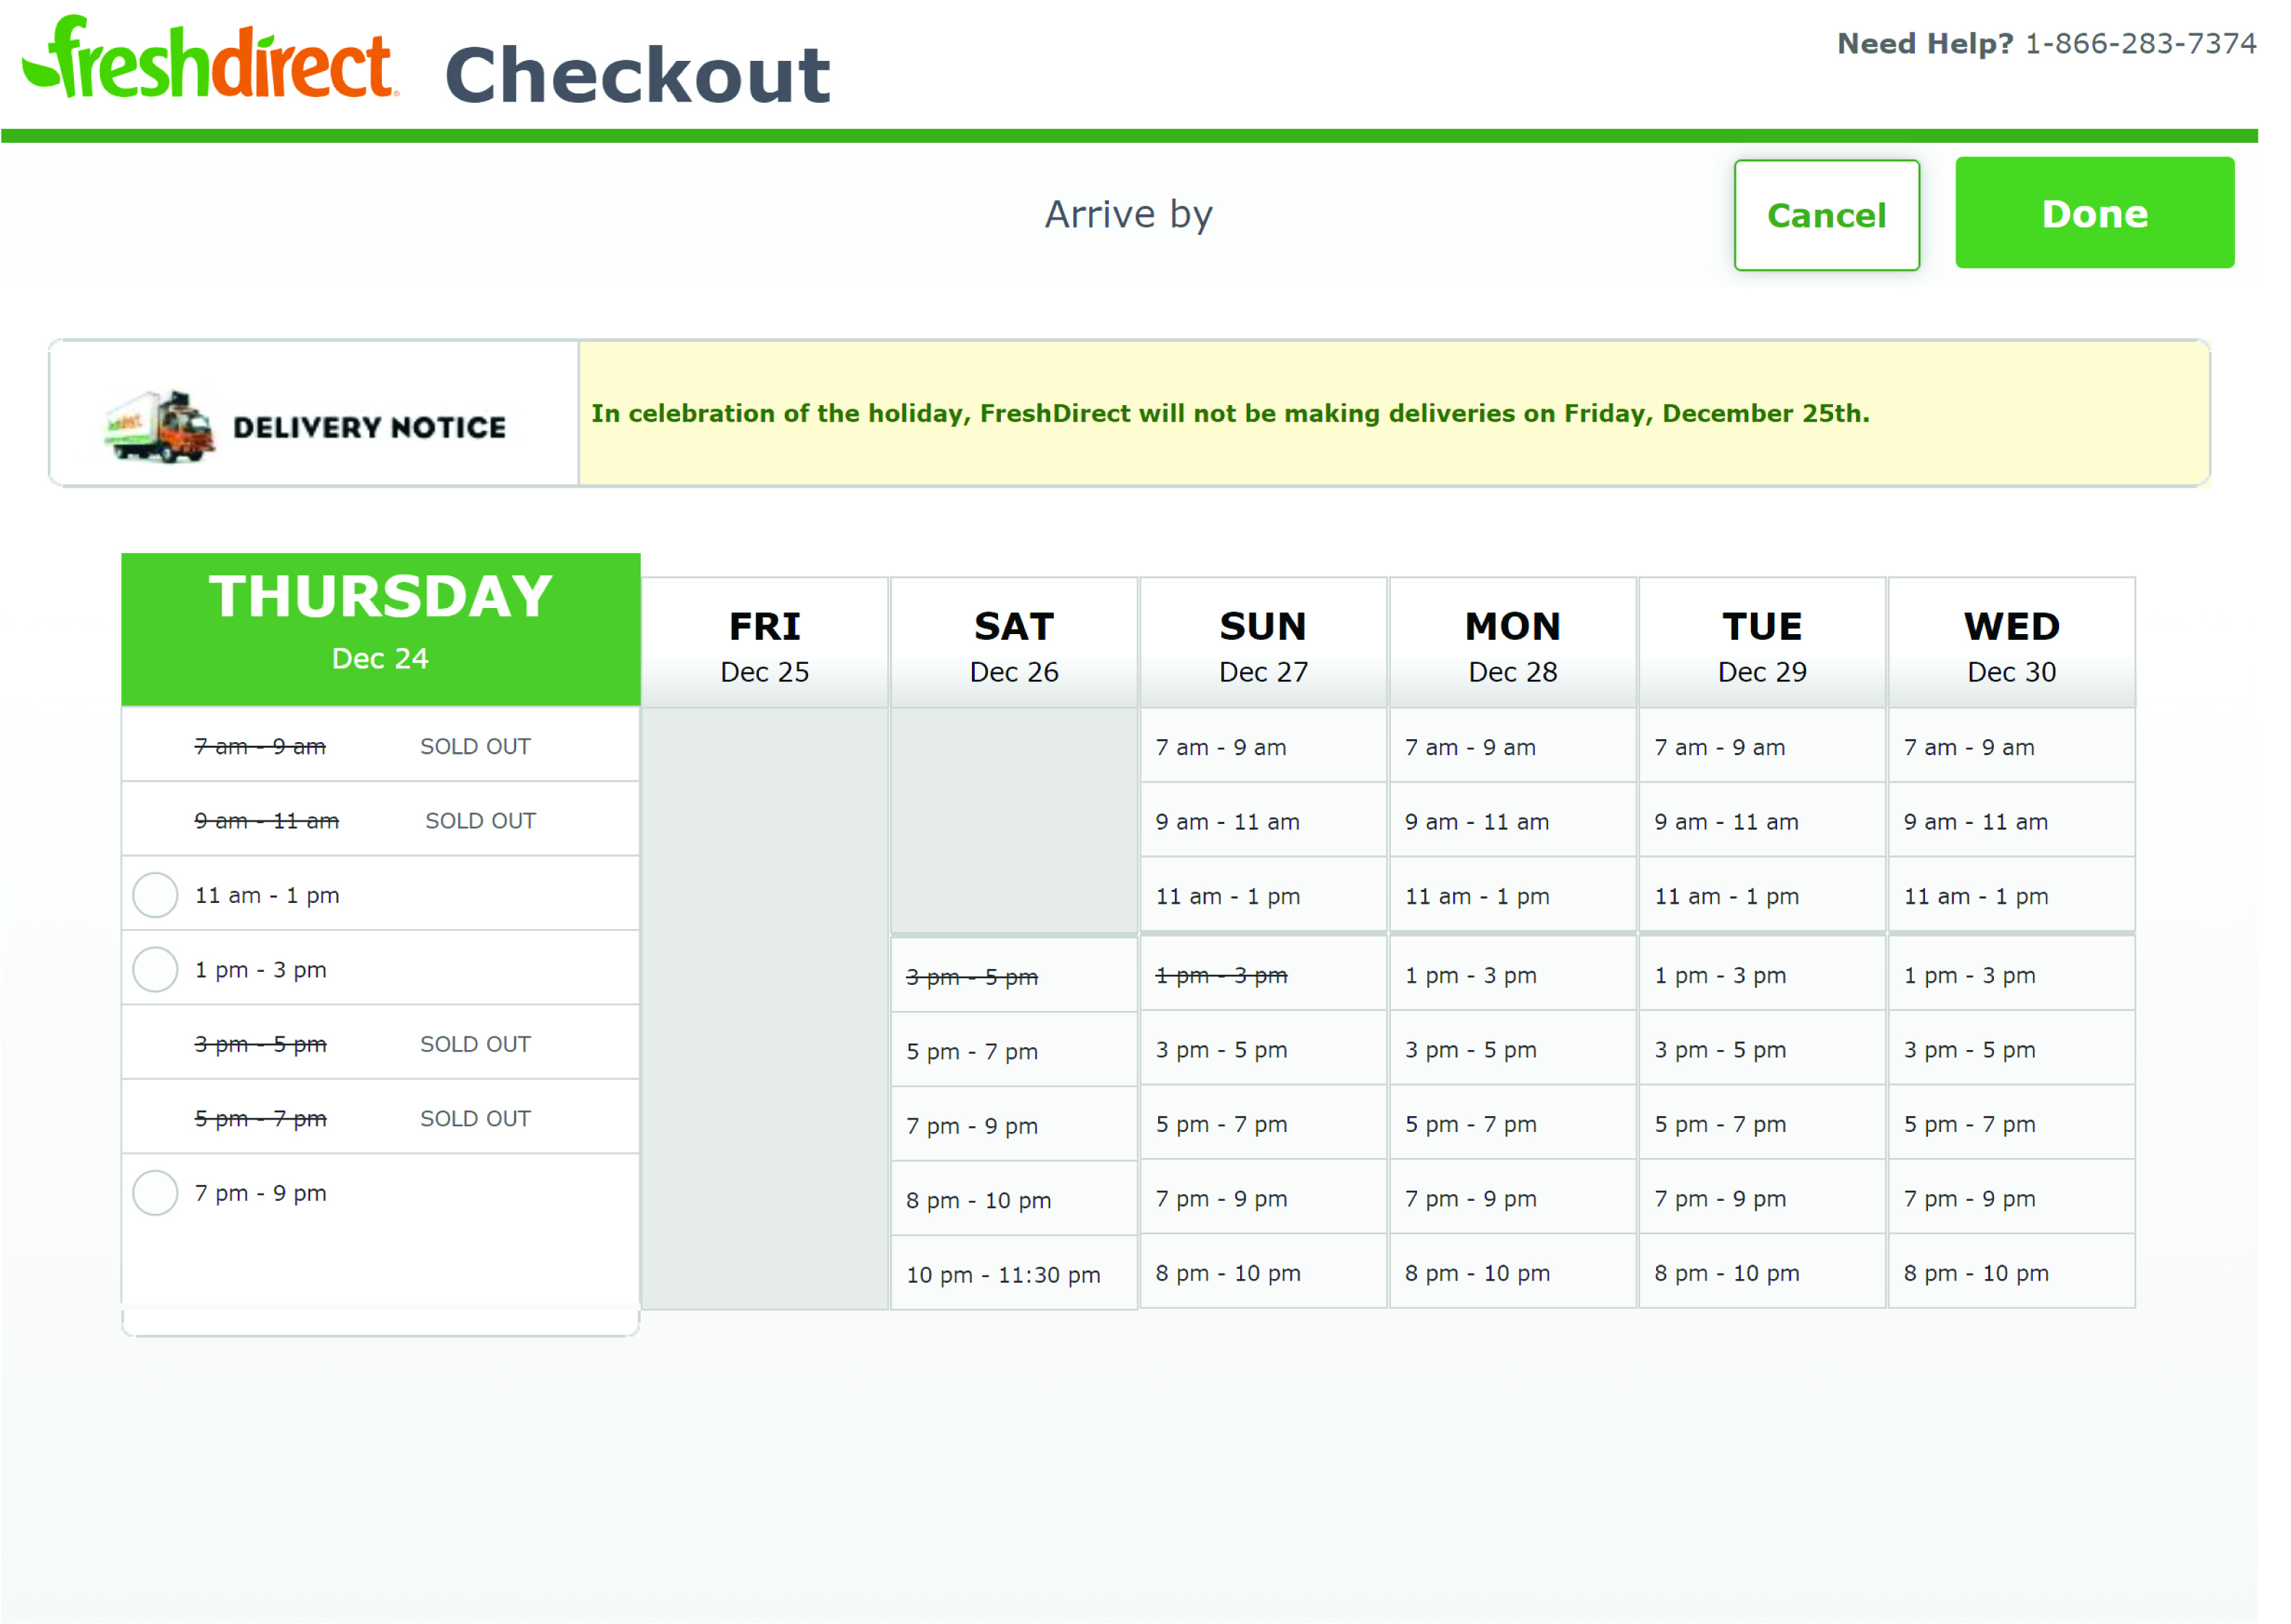 freshdirect.
Checkout
Need Help? 1-866-283-7374
Arrive by
Cancel
Done
DELIVERY NOTICE
In celebration of the holiday, FreshDirect will not be making deliveries on Friday, December 25th.
THURSDAY
Dec 24
7 am - 9 am SOLD OUT
9 am - 11 am SOLD OUT
11 am - 1 pm
1 pm - 3 pm
3 pm - 5 pm SOLD OUT
5 pm - 7 pm SOLD OUT
7 pm - 9 pm
FRI
Dec 25
SAT
Dec 26
3 pm - 5 pm
5 pm - 7 pm
7 pm - 9 pm
8 pm - 10 pm
10 pm - 11:30 pm
SUN
Dec 27
7 am - 9 am
9 am - 11 am
11 am - 1 pm
1 pm - 3 pm
3 pm - 5 pm
5 pm - 7 pm
7 pm - 9 pm
8 pm - 10 pm
MON
Dec 28
7 am - 9 am
9 am - 11 am
11 am - 1 pm
1 pm - 3 pm
3 pm - 5 pm
5 pm - 7 pm
7 pm - 9 pm
8 pm - 10 pm
TUE
Dec 29
7 am - 9 am
9 am - 11 am
11 am - 1 pm
1 pm - 3 pm
3 pm - 5 pm
5 pm - 7 pm
7 pm - 9 pm
8 pm - 10 pm
WED
Dec 30
7 am - 9 am
9 am - 11 am
11 am - 1 pm
1 pm - 3 pm
3 pm - 5 pm
5 pm - 7 pm
7 pm - 9 pm
8 pm - 10 pm